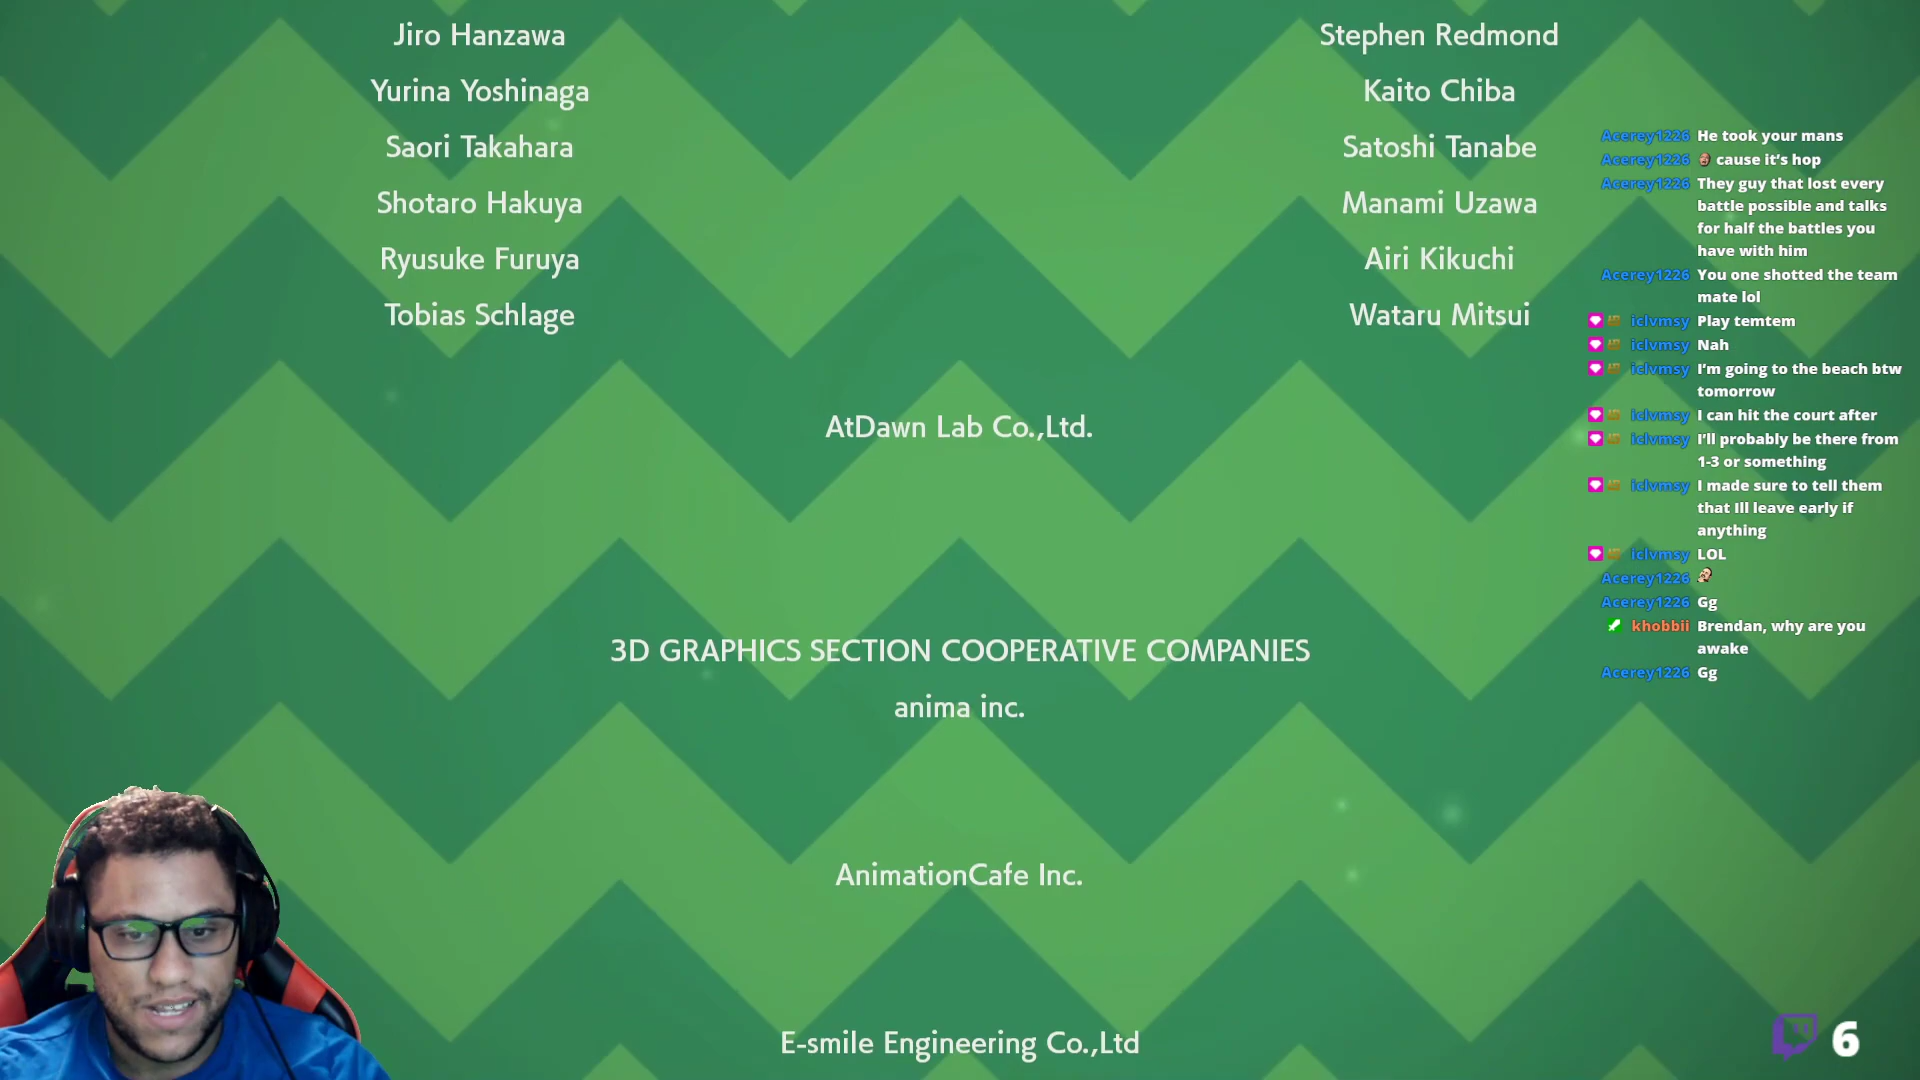 Jiro Hanzawa
Yurina Yoshinaga
Saori Takahara
Shotaro Hakuya
Ryusuke Furuya
Tobias Schlage
Stephen Redmond
Kaito Chiba
Satoshi Tanabe
Manami Uzawa
Airi Kikuchi
Wataru Mitsui
AtDawn Lab Co.,Ltd.
3D GRAPHICS SECTION COOPERATIVE COMPANIES
anima inc.
AnimationCafe Inc.
E-smile Engineering Co.,Ltd
Acerey1226 He took your mans
Acerey1226 cause it's hop
Acerey1226 They guy that lost every
battle possible and talks
for half the battles you
have with him
Acerey1226 You one shotted the team
mate lol
iclvmsy Play temtem
iclvmsy Nah
iclvmsy I'm going to the beach btw
tomorrow
iclvmsy I can hit the court after
iclvmsy I'll probably be there from
1-3 or something
iclvmsy I made sure to tell them
that Ill leave early if
anything
iclvmsy LOL
Acerey1226
Acerey1226 Gg
khobbii Brendan, why are you
awake
Acerey1226 Gg
6